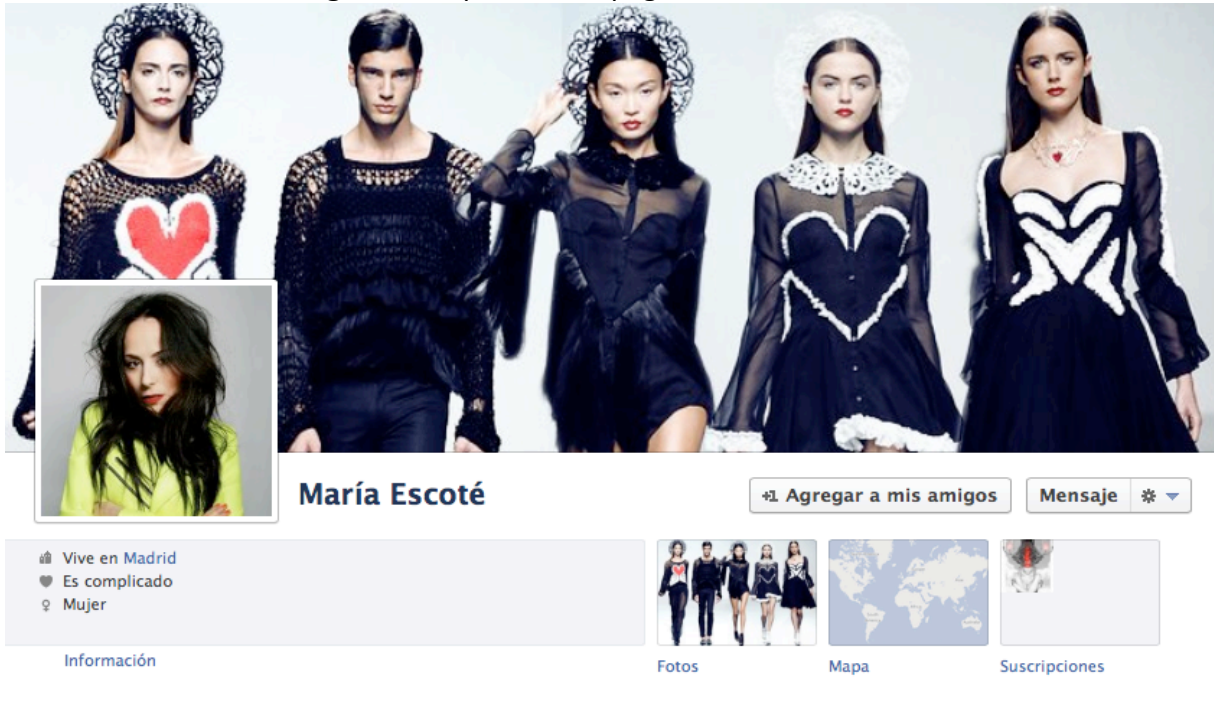 María Escoté
+1 Agregar a mis amigos
Mensaje
Vive en Madrid
Es complicado
Mujer
Información
Fotos
Mapa
Suscripciones